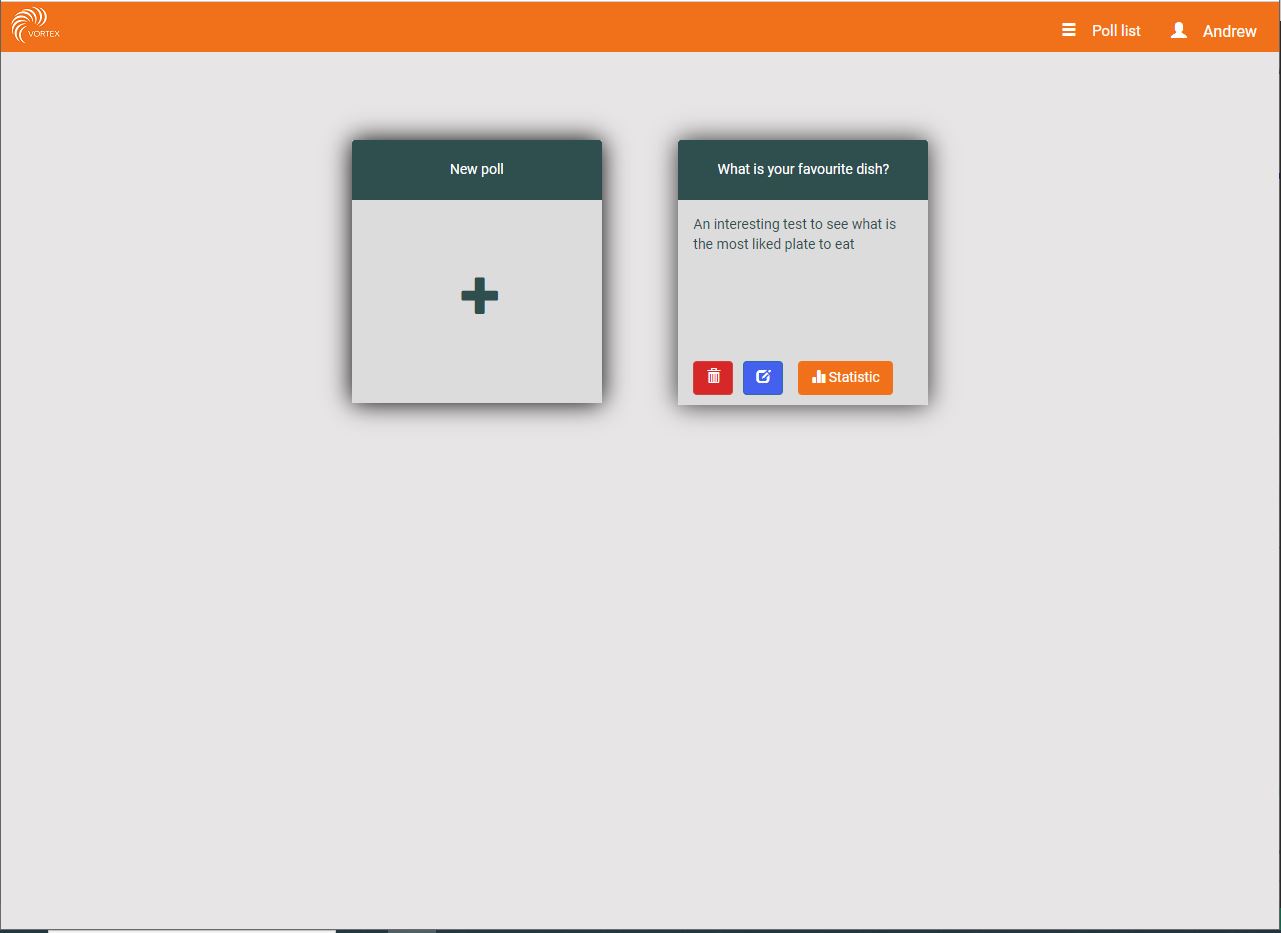 VORTEX
Poll list
Andrew
New poll
What is your favourite dish?
An interesting test to see what is
the most liked plate to eat
Statistic